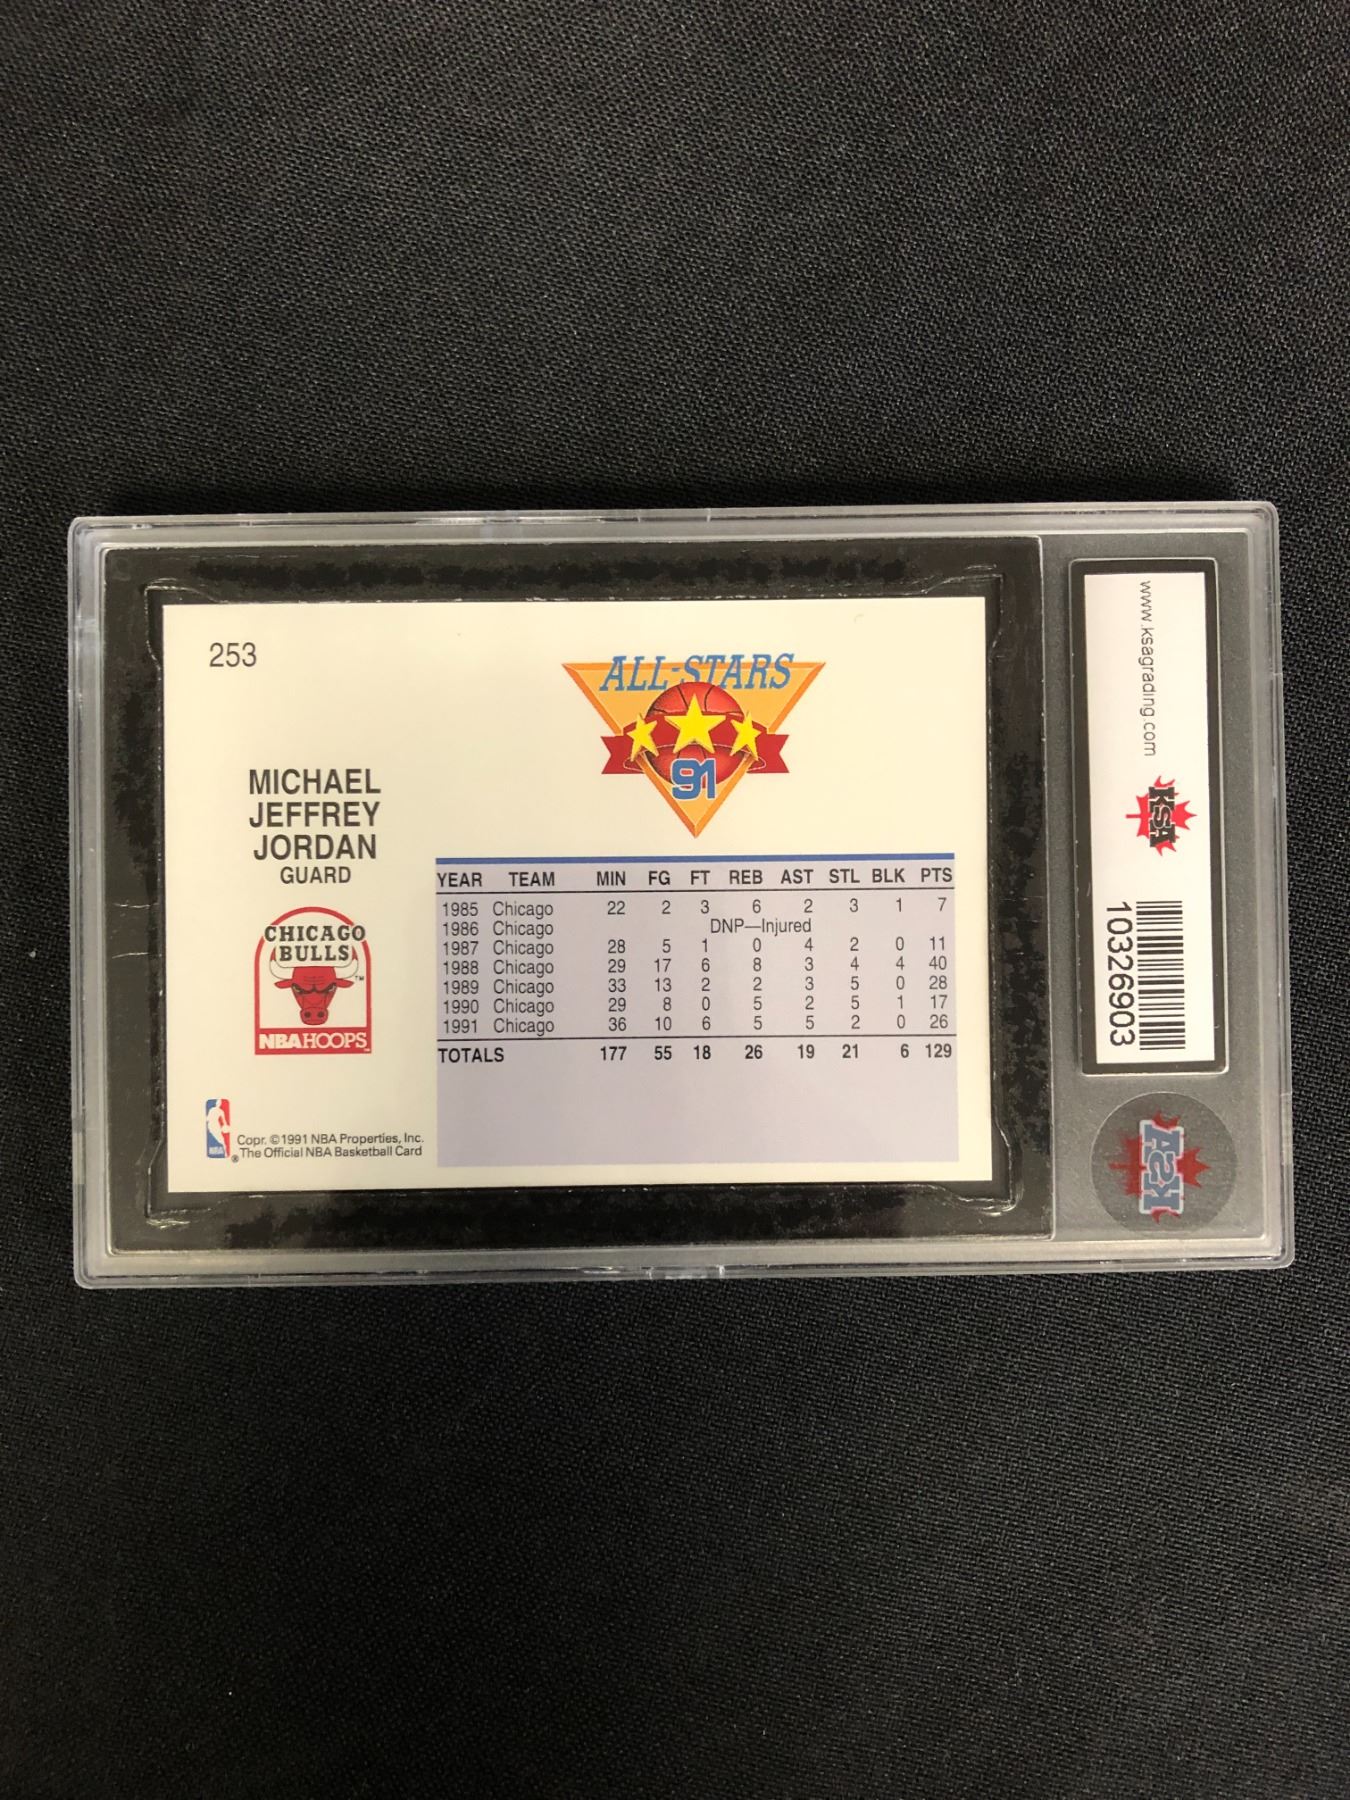 253
ALL-STARS
91
MICHAEL
JEFFREY
JORDAN
GUARD
CHICAGO
BULLS
TM
NBA HOOPS
YEAR TEAM MIN FG FT REB AST STL BLK PTS
1985 Chicago 22 2 3 6 2 3 1 7
1986 Chicago DNP—Injured
1987 Chicago 28 5 1 0 4 2 0 11
1988 Chicago 29 17 6 8 3 4 4 40
1989 Chicago 33 13 2 2 3 5 0 28
1990 Chicago 29 8 0 5 2 5 1 17
1991 Chicago 36 10 6 5 5 2 0 26
TOTALS 177 55 18 26 19 21 6 129
NBA
®
Copr. ©1991 NBA Properties, Inc.
The Official NBA Basketball Card
www.ksagrading.com
KSA
10326903
KSA